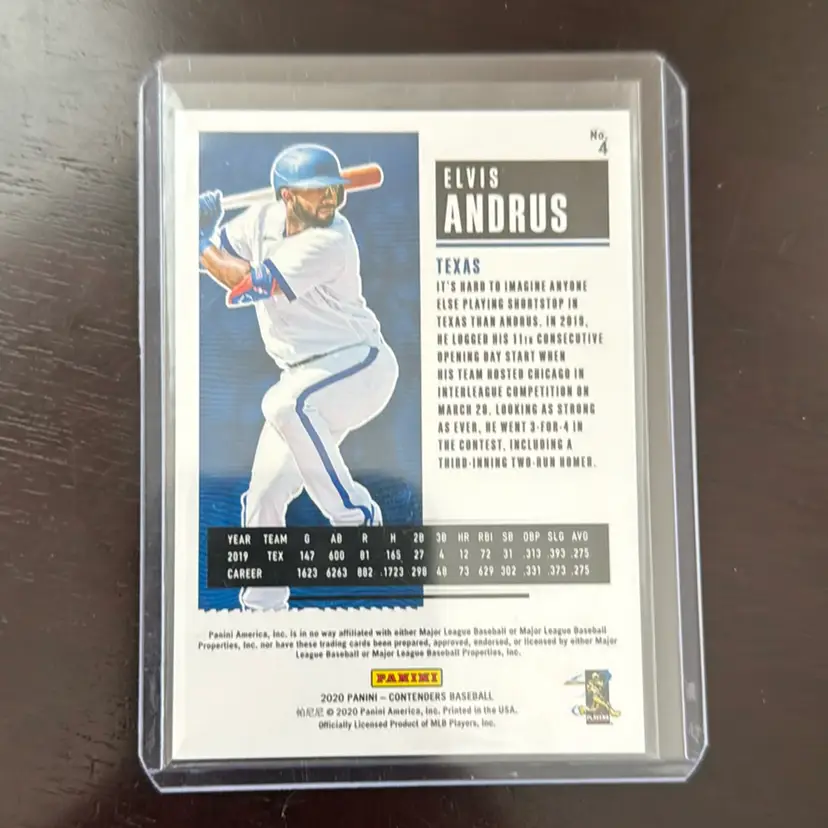 No.
4
ELVIS
ANDRUS
TEXAS
IT'S HARD TO IMAGINE ANYONE
ELSE PLAYING SHORTSTOP IN
TEXAS THAN ANDRUS. IN 2019,
HE LOGGED HIS 11TH CONSECUTIVE
OPENING DAY START WHEN
HIS TEAM HOSTED CHICAGO IN
INTERLEAGUE COMPETITION ON
MARCH 28. LOOKING AS STRONG
AS EVER, HE WENT 3-FOR-4 IN
THE CONTEST, INCLUDING A
THIRD-INNING TWO-RUN HOMER.
YEAR TEAM G AB R H 2B 3B HR RBI SB OBP SLG AVG
2019 TEX 147 600 81 165 27 4 12 72 31 .313 .393 .275
CAREER 1623 6263 882 1723 298 48 73 629 302 .331 .373 .275
Panini America, Inc. is in no way affiliated with either Major League Baseball or Major League Baseball
Properties, Inc. nor have these trading cards been prepared, approved, endorsed, or licensed by either Major
League Baseball or Major League Baseball Properties, Inc.
PANINI
2020 PANINI – CONTENDERS BASEBALL
帕尼尼 © 2020 Panini America, Inc. Printed in the USA.
Officially Licensed Product of MLB Players, Inc.
PLAYERS